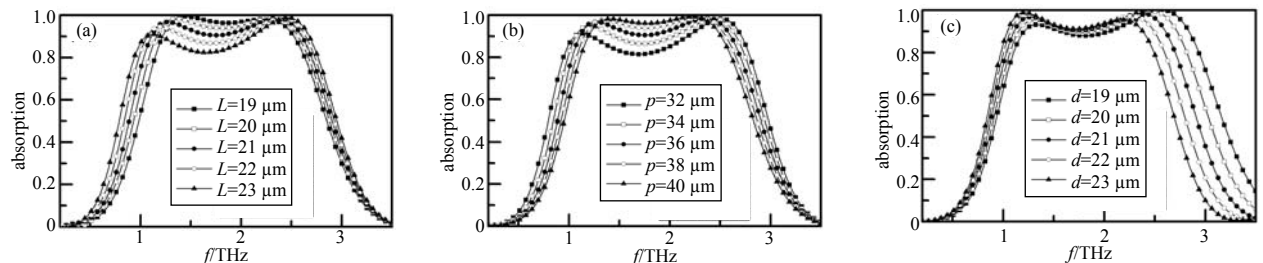 (a)
1.0
0.8
0.6
0.4
0.2
0
absorption
L=19 µm
L=20 µm
L=21 µm
L=22 µm
L=23 µm
1
2
3
f/THz
(b)
1.0
0.8
0.6
0.4
0.2
0
absorption
p=32 µm
p=34 µm
p=36 µm
p=38 µm
p=40 µm
1
2
3
f/THz
(c)
1.0
0.8
0.6
0.4
0.2
0
absorption
d=19 µm
d=20 µm
d=21 µm
d=22 µm
d=23 µm
1
2
3
f/THz